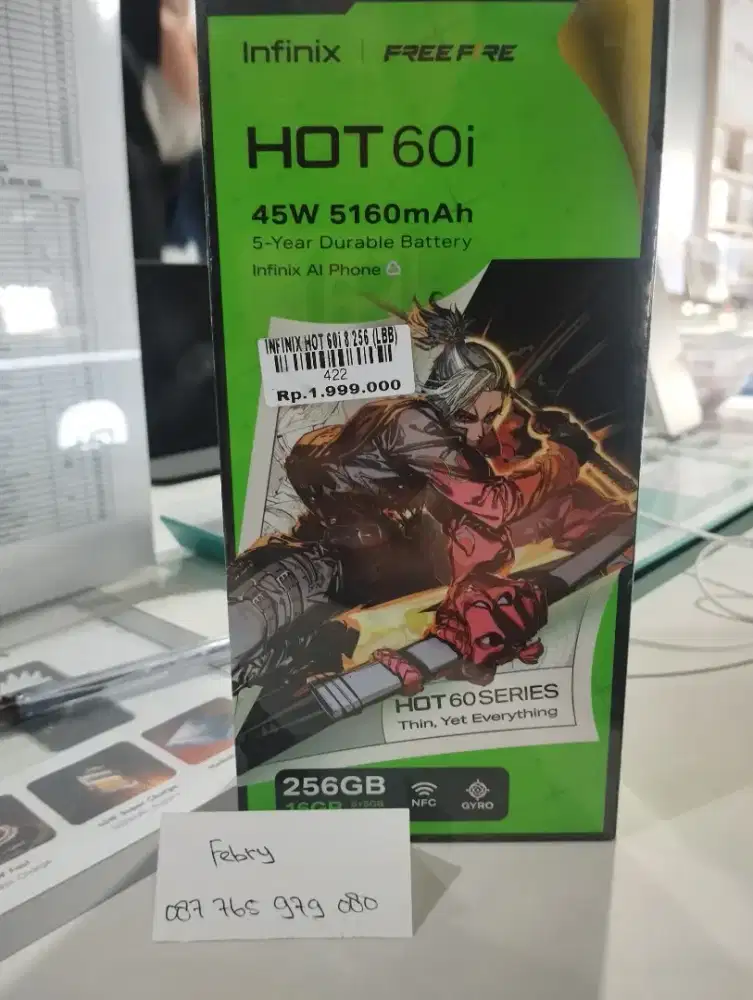 Infinix | FREE FIRE
HOT 60i
45W 5160mAh
5-Year Durable Battery
Infinix AI Phone
INFINIX HOT 60i 8 256 (LBB)
422
Rp.1.999.000
HOT 60 SERIES
Thin, Yet Everything
256GB
16GB
NFC
GYRO
Febry
087 765 979 080